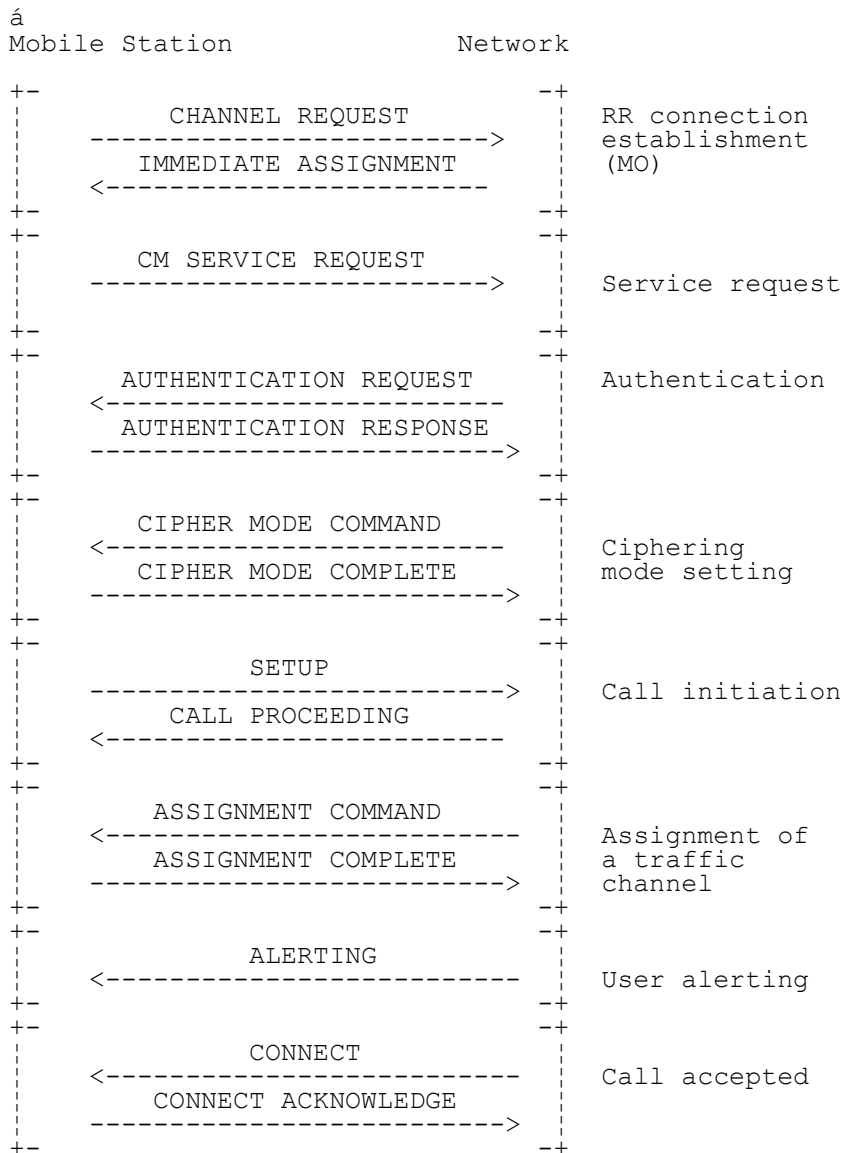 á
Mobile Station Network
CHANNEL REQUEST RR connection
establishment
IMMEDIATE ASSIGNMENT (MO)
CM SERVICE REQUEST
Service request
AUTHENTICATION REQUEST Authentication
AUTHENTICATION RESPONSE
CIPHER MODE COMMAND
Ciphering
CIPHER MODE COMPLETE mode setting
SETUP
Call initiation
CALL PROCEEDING
ASSIGNMENT COMMAND
Assignment of
ASSIGNMENT COMPLETE a traffic
channel
ALERTING
User alerting
CONNECT
Call accepted
CONNECT ACKNOWLEDGE